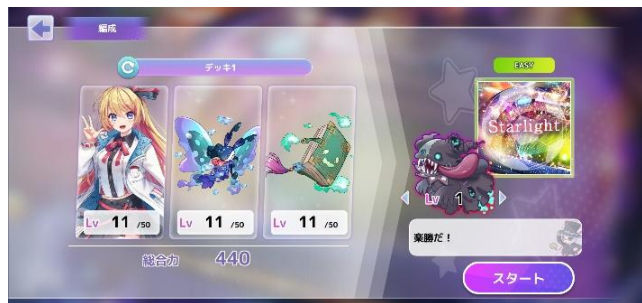 編成
デッキ1
EASY
Starlight
Lv 11 /50
Lv 11 /50
Lv 11 /50
Lv 1
楽勝だ！
総合力 440
スタート